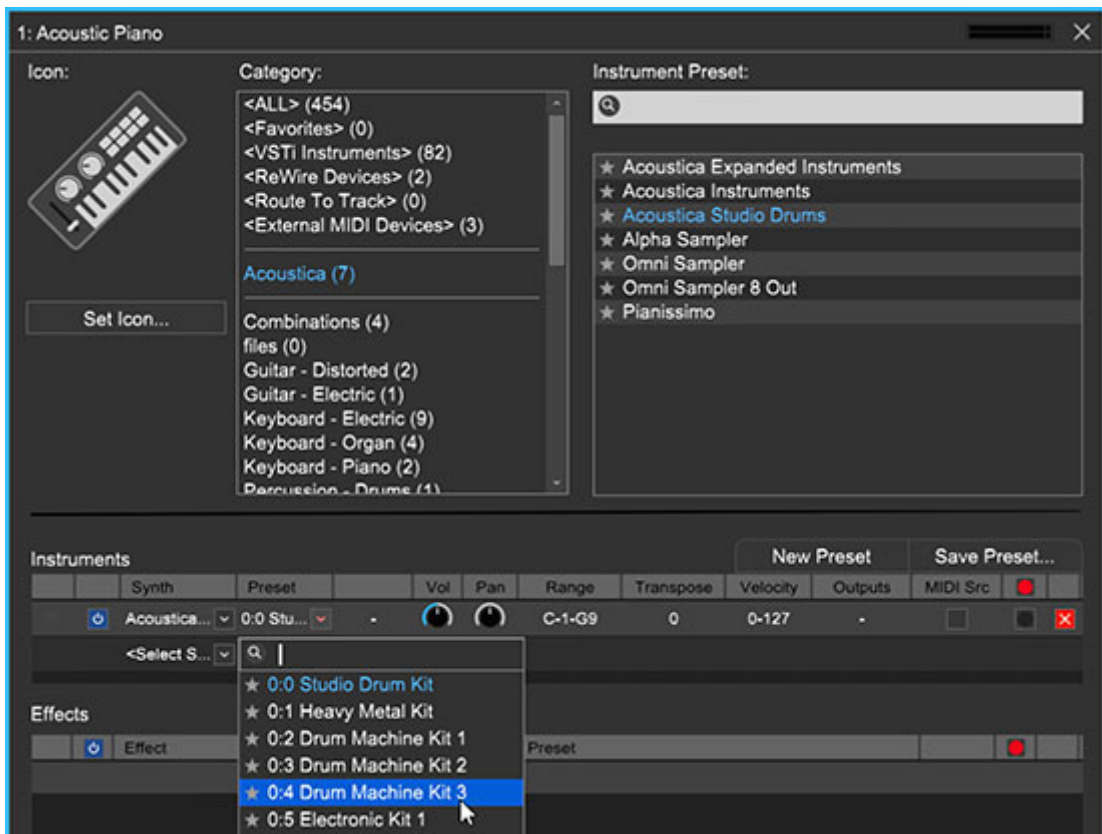 1: Acoustic Piano
Icon:
Category:
Instrument Preset:
<ALL> (454)
<Favorites> (0)
<VSTi Instruments> (82)
<ReWire Devices> (2)
<Route To Track> (0)
<External MIDI Devices> (3)
Acoustica (7)
Combinations (4)
files (0)
Guitar - Distorted (2)
Guitar - Electric (1)
Keyboard - Electric (9)
Keyboard - Organ (4)
Keyboard - Piano (2)
Percussion - Drums (1)
Acoustica Expanded Instruments
Acoustica Instruments
Acoustica Studio Drums
Alpha Sampler
Omni Sampler
Omni Sampler 8 Out
Pianissimo
Set Icon...
Instruments
New Preset
Save Preset...
Synth Preset Vol Pan Range Transpose Velocity Outputs MIDI Src
Acoustica... 0:0 Stu... - C-1-G9 0 0-127 -
<Select S...
0:0 Studio Drum Kit
0:1 Heavy Metal Kit
0:2 Drum Machine Kit 1
0:3 Drum Machine Kit 2
0:4 Drum Machine Kit 3
0:5 Electronic Kit 1
Effects
Effect Preset